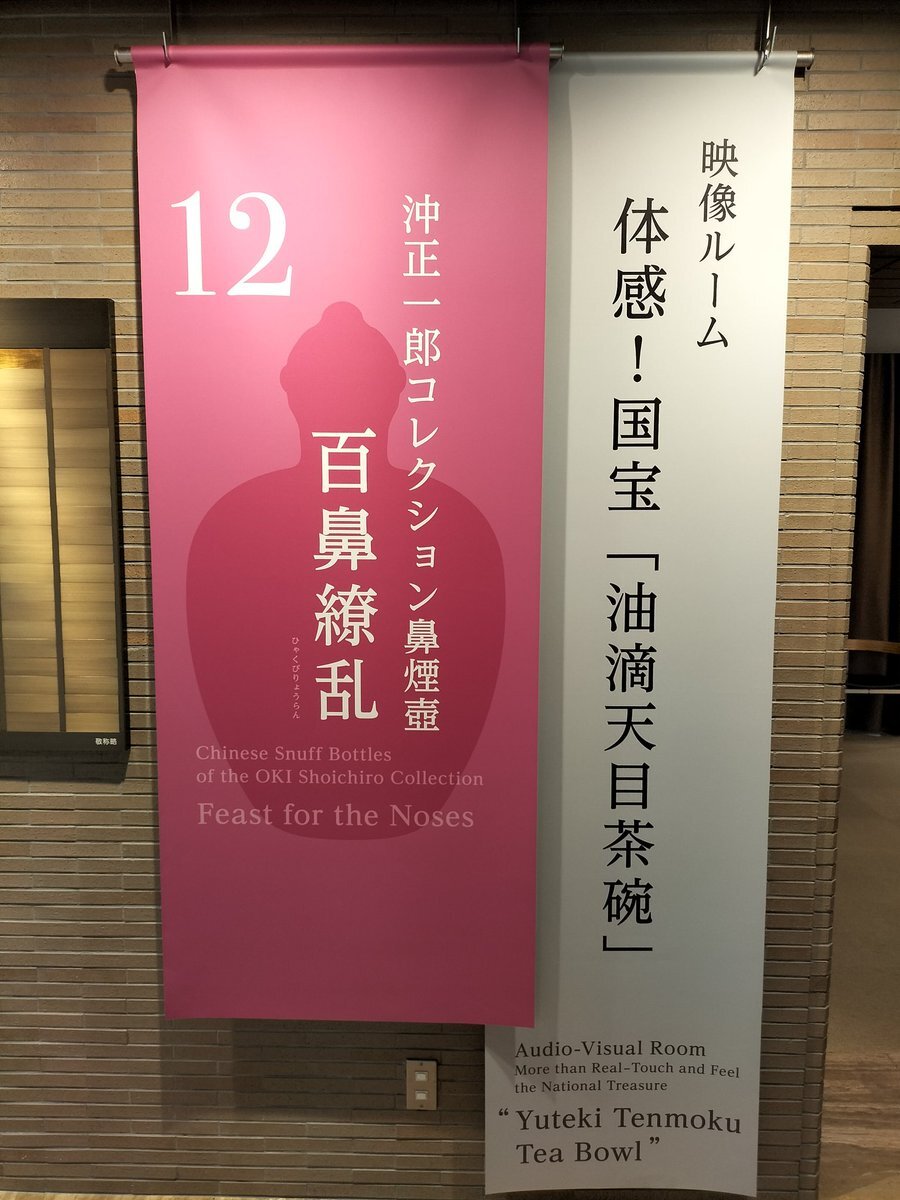 12
沖正一郎コレクション鼻煙壺
百鼻繚乱
ひゃくびりょうらん
Chinese Snuff Bottles
of the OKI Shoichiro Collection
Feast for the Noses
映像ルーム
体感！国宝「油滴天目茶碗」
Audio-Visual Room
More than Real-Touch and Feel
the National Treasure
“Yuteki Tenmoku
Tea Bowl”
敬称略